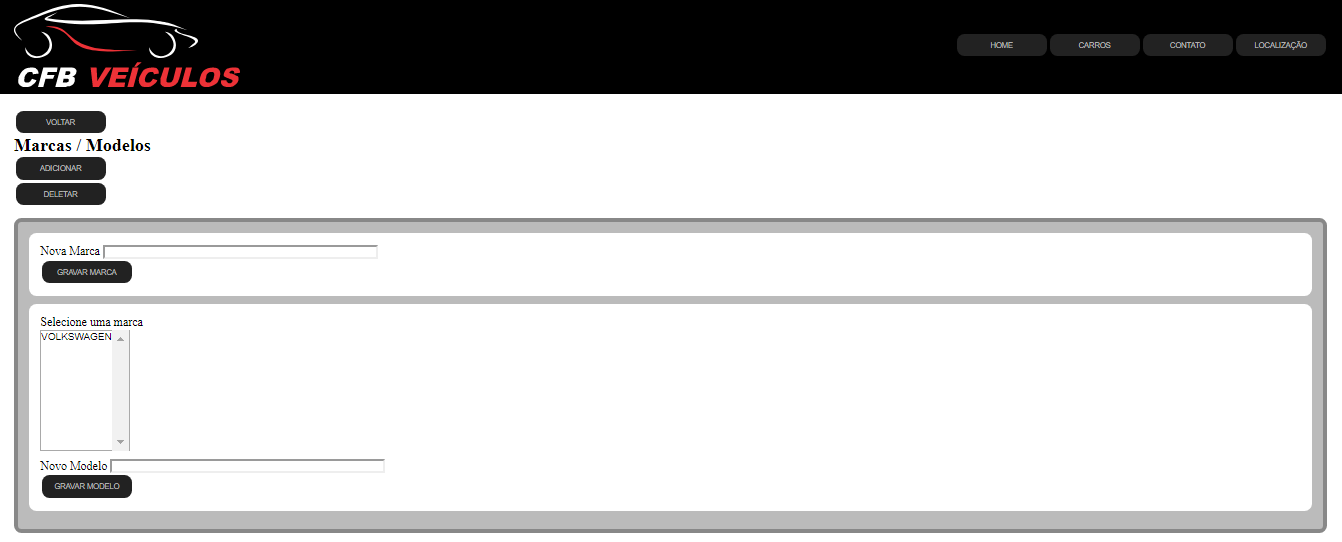 CFB VEÍCULOS
HOME CARROS CONTATO LOCALIZAÇÃO
VOLTAR
Marcas / Modelos
ADICIONAR
DELETAR
Nova Marca
GRAVAR MARCA
Selecione uma marca
VOLKSWAGEN
Novo Modelo
GRAVAR MODELO